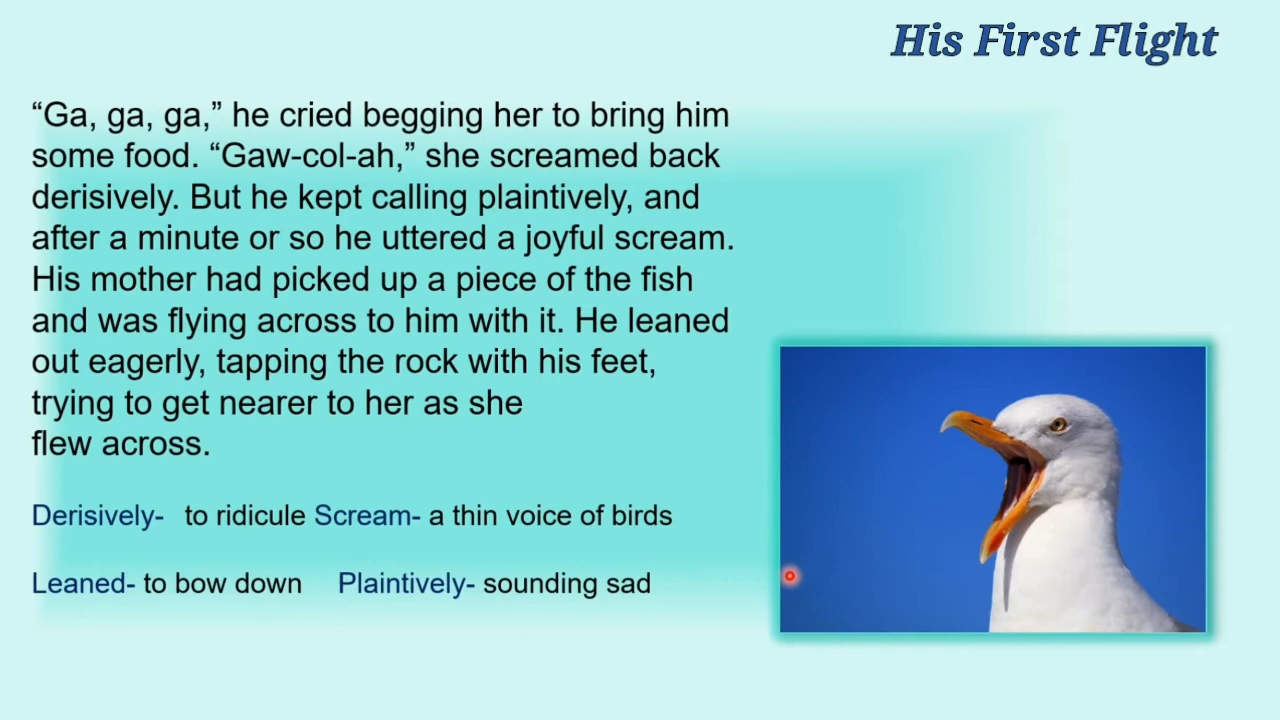 His First Flight
“Ga, ga, ga,” he cried begging her to bring him
some food. “Gaw-col-ah,” she screamed back
derisively. But he kept calling plaintively, and
after a minute or so he uttered a joyful scream.
His mother had picked up a piece of the fish
and was flying across to him with it. He leaned
out eagerly, tapping the rock with his feet,
trying to get nearer to her as she
flew across.
Derisively- to ridicule Scream- a thin voice of birds
Leaned- to bow down Plaintively- sounding sad